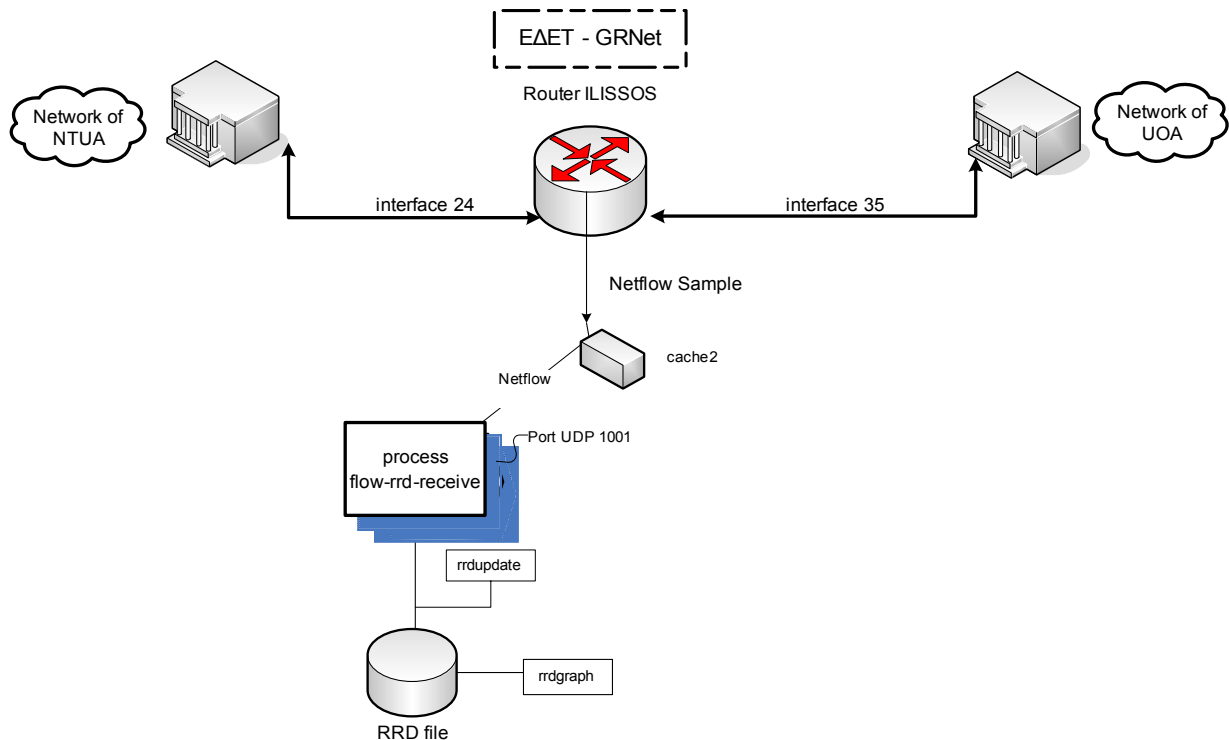 ΕΔΕΤ - GRNet
Router ILISSOS
Network of
NTUA
Network of
UOA
interface 24
interface 35
Netflow Sample
cache2
Netflow
Port UDP 1001
process
flow-rrd-receive
rrdupdate
rrdgraph
RRD file